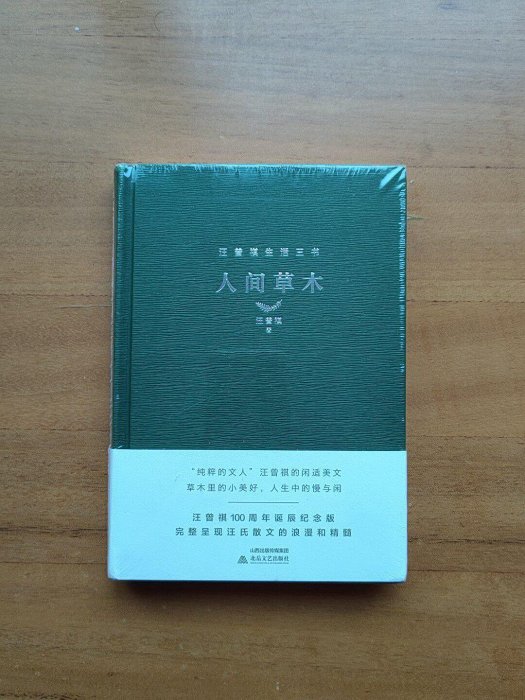 汪曾祺生活三书
人间草木
汪曾祺
著
“纯粹的文人”汪曾祺的闲适美文
草木里的小美好，人生中的慢与闲
汪曾祺100周年诞辰纪念版
完整呈现汪氏散文的浪漫和精髓
山西出版传媒集团
北岳文艺出版社